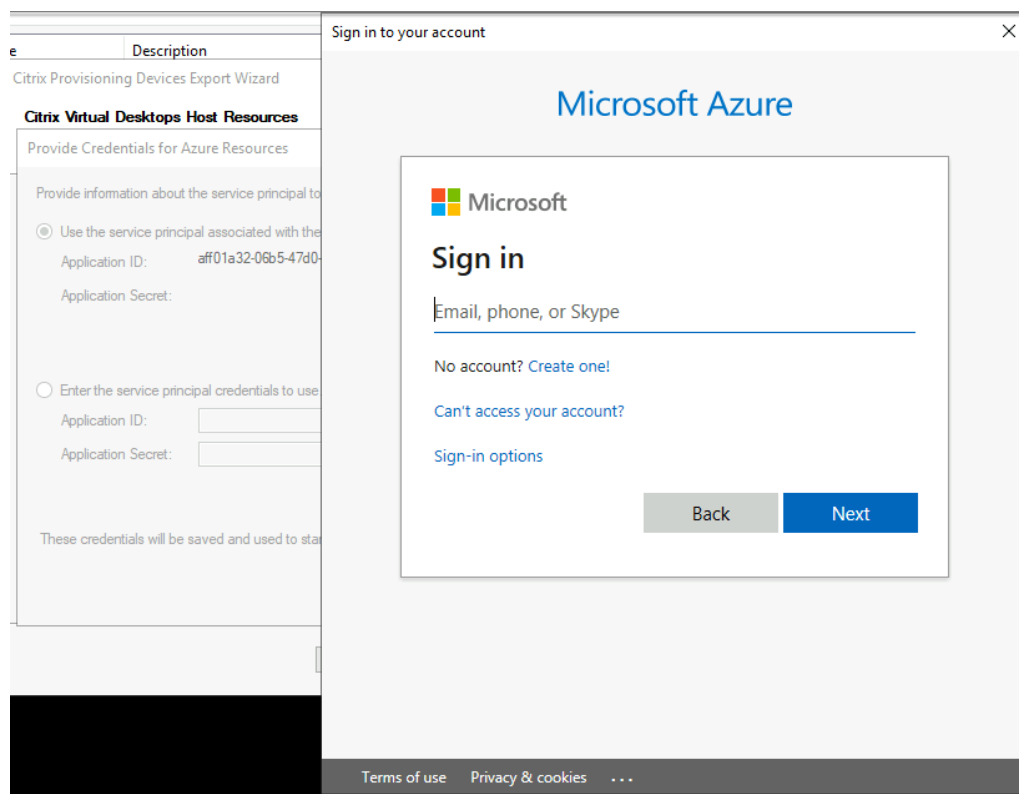 e Description
Citrix Provisioning Devices Export Wizard
Citrix Virtual Desktops Host Resources
Provide Credentials for Azure Resources
Provide information about the service principal to
Use the service principal associated with the
Application ID: aff01a32-06b5-47d0-
Application Secret:
Enter the service principal credentials to use
Application ID:
Application Secret:
These credentials will be saved and used to star
Sign in to your account
Microsoft Azure
Microsoft
Sign in
Email, phone, or Skype
No account? Create one!
Can't access your account?
Sign-in options
Back Next
Terms of use Privacy & cookies ...